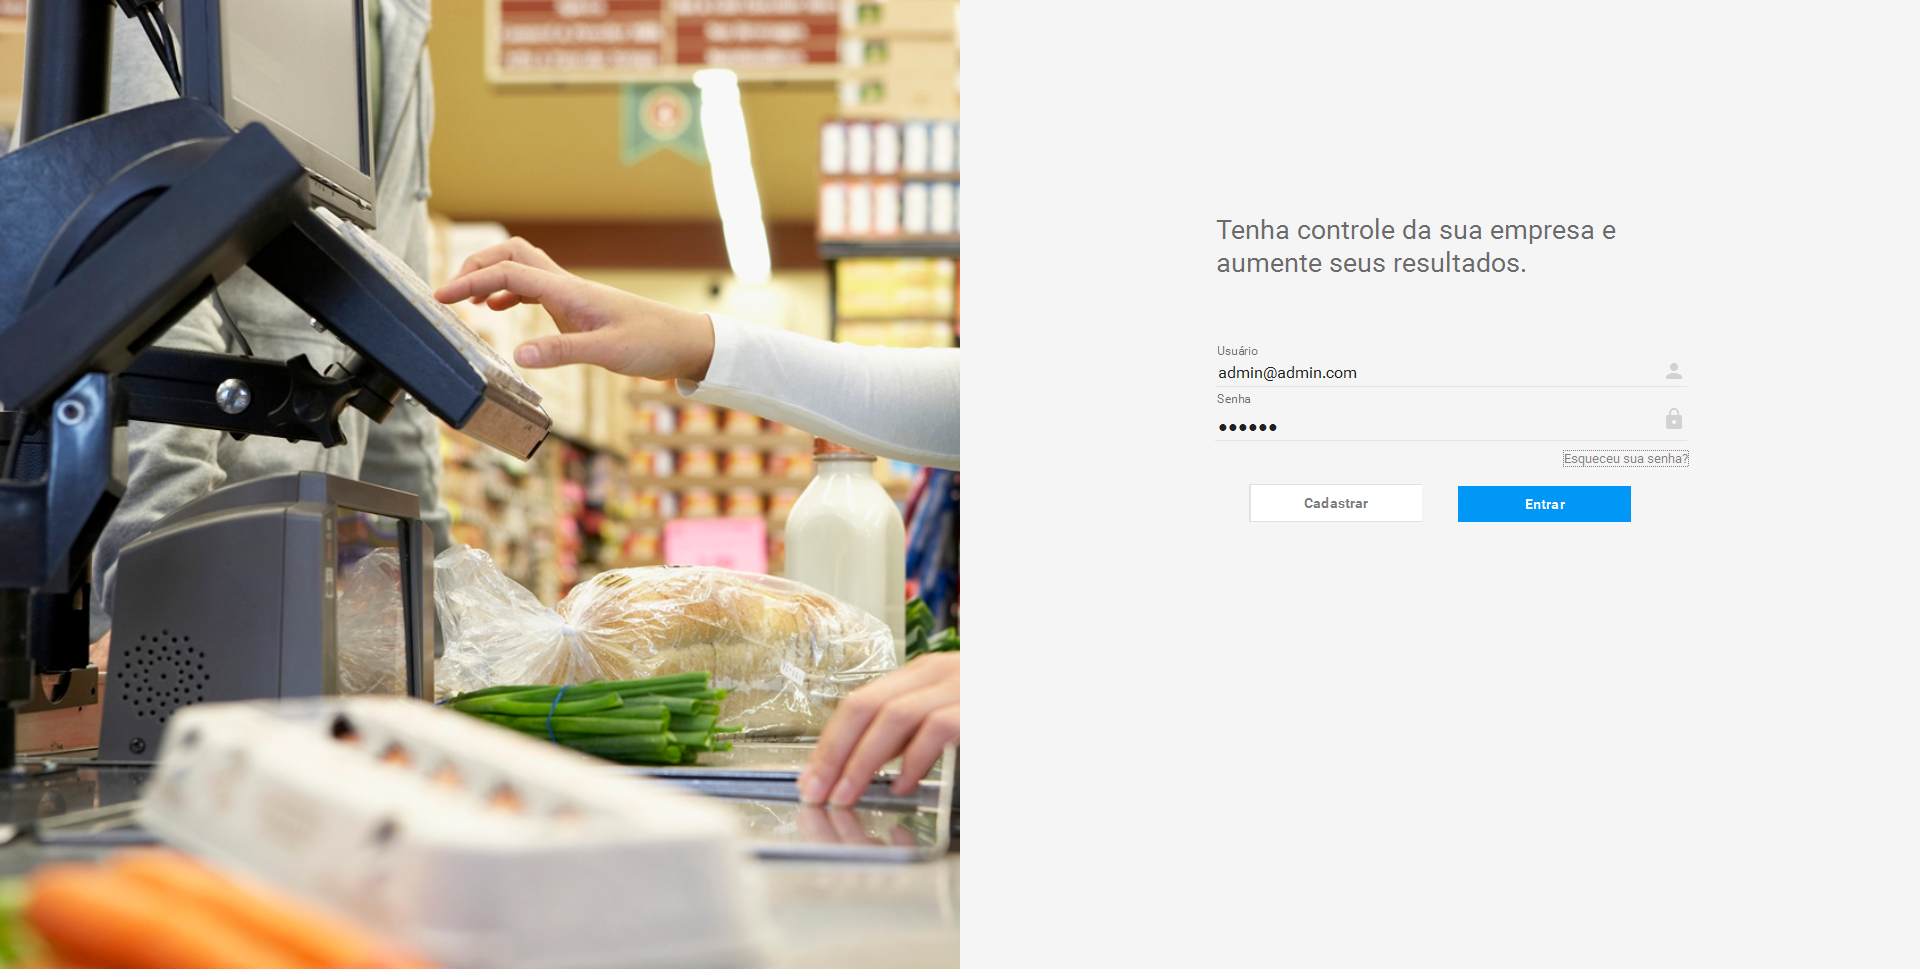 Tenha controle da sua empresa e
aumente seus resultados.
Usuário
admin@admin.com
Senha
••••••
Esqueceu sua senha?
Cadastrar
Entrar